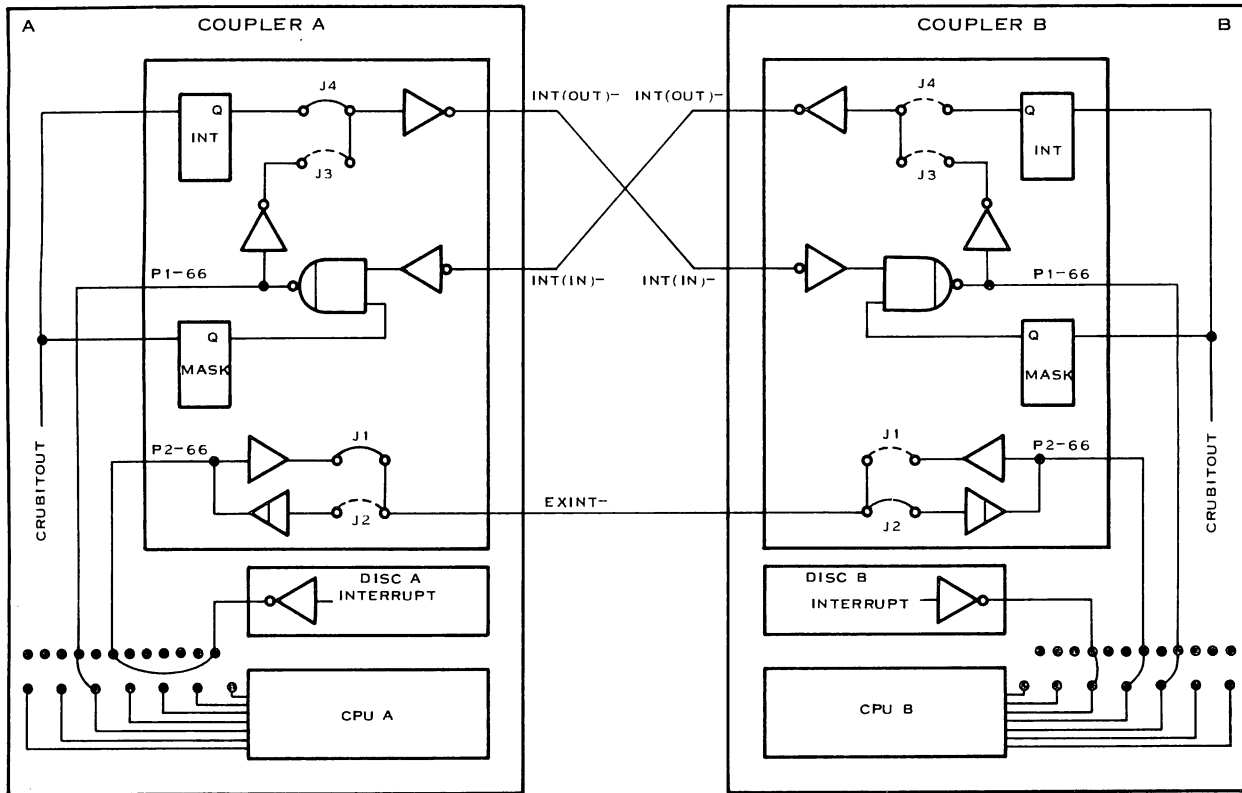 A COUPLER A
COUPLER B B
J4
INT(OUT)-
INT(OUT)-
J4
Q
INT
Q
INT
J3
J3
P1-66
INT(IN)-
INT(IN)-
P1-66
Q
MASK
Q
MASK
J1
P2-66
J1
P2-66
CRUBITOUT
J2
EXINT-
J2
CRUBITOUT
DISC A
INTERRUPT
DISC B
INTERRUPT
CPU A
CPU B